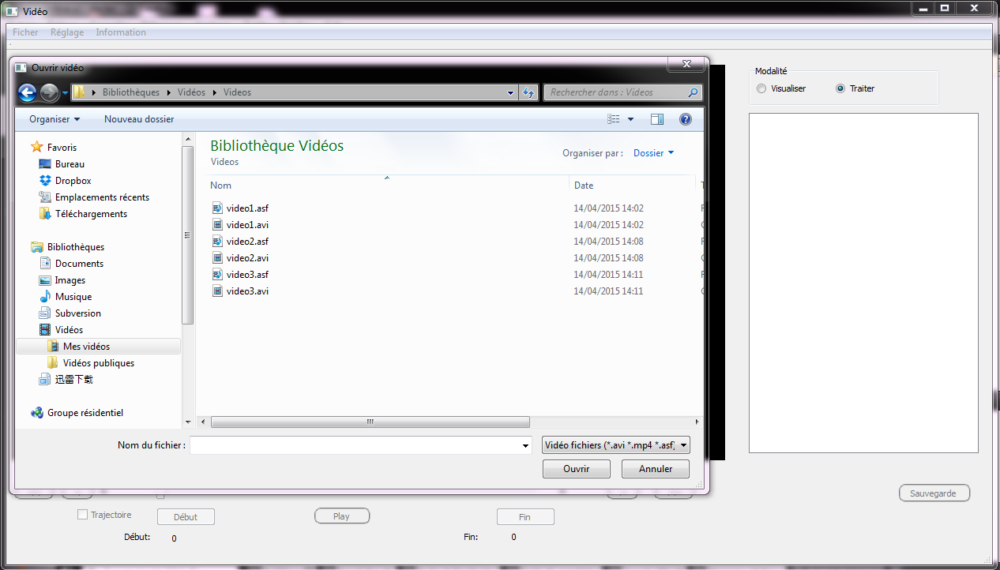 Vidéo
Ficher Réglage Information
Ouvrir vidéo
Bibliothèques Vidéos Videos
Rechercher dans : Videos
Organiser Nouveau dossier
Favoris
Bureau
Dropbox
Emplacements récents
Téléchargements
Bibliothèques
Documents
Images
Musique
Subversion
Vidéos
Mes vidéos
Vidéos publiques
迅雷下载
Groupe résidentiel
Bibliothèque Vidéos
Videos
Organiser par : Dossier
Nom Date
video1.asf 14/04/2015 14:02
video1.avi 14/04/2015 14:02
video2.asf 14/04/2015 14:08
video2.avi 14/04/2015 14:08
video3.asf 14/04/2015 14:11
video3.avi 14/04/2015 14:11
Nom du fichier :
Vidéo fichiers (*.avi *.mp4 *.asf)
Ouvrir Annuler
Modalité
Visualiser Traiter
Sauvegarde
Trajectoire Début Play Fin
Début: 0 Fin: 0